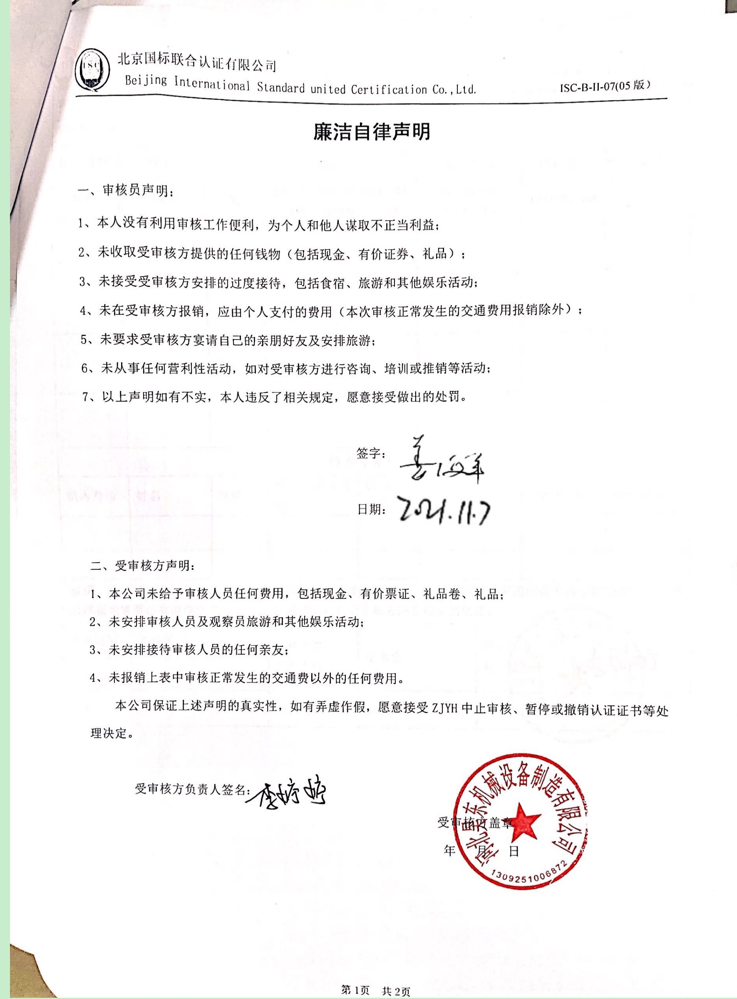 ISC
北京国标联合认证有限公司
Beijing International Standard united Certification Co.,Ltd.
ISC-B-II-07(05版)
廉洁自律声明
一、审核员声明:
1、本人没有利用审核工作便利,为个人和他人谋取不正当利益;
2、未收取受审核方提供的任何钱物(包括现金、有价证券、礼品);
3、未接受受审核方安排的过度接待,包括食宿、旅游和其他娱乐活动;
4、未在受审核方报销,应由个人支付的费用(本次审核正常发生的交通费用报销除外);
5、未要求受审核方宴请自己的亲朋好友及安排旅游;
6、未从事任何营利性活动,如对受审核方进行咨询、培训或推销等活动;
7、以上声明如有不实,本人违反了相关规定,愿意接受做出的处罚。
签字:
日期: 2021.11.7
二、受审核方声明:
1、本公司未给予审核人员任何费用,包括现金、有价票证、礼品卷、礼品;
2、未安排审核人员及观察员旅游和其他娱乐活动;
3、未安排接待审核人员的任何亲友;
4、未报销上表中审核正常发生的交通费以外的任何费用。
本公司保证上述声明的真实性,如有弄虚作假,愿意接受 ZJYH 中止审核、暂停或撤销认证证书等处
理决定。
受审核方负责人签名: 李婷婷
河北昊东机械设备制造有限公司
受审核方盖章
年 月 日
1309251006872
第1页 共2页